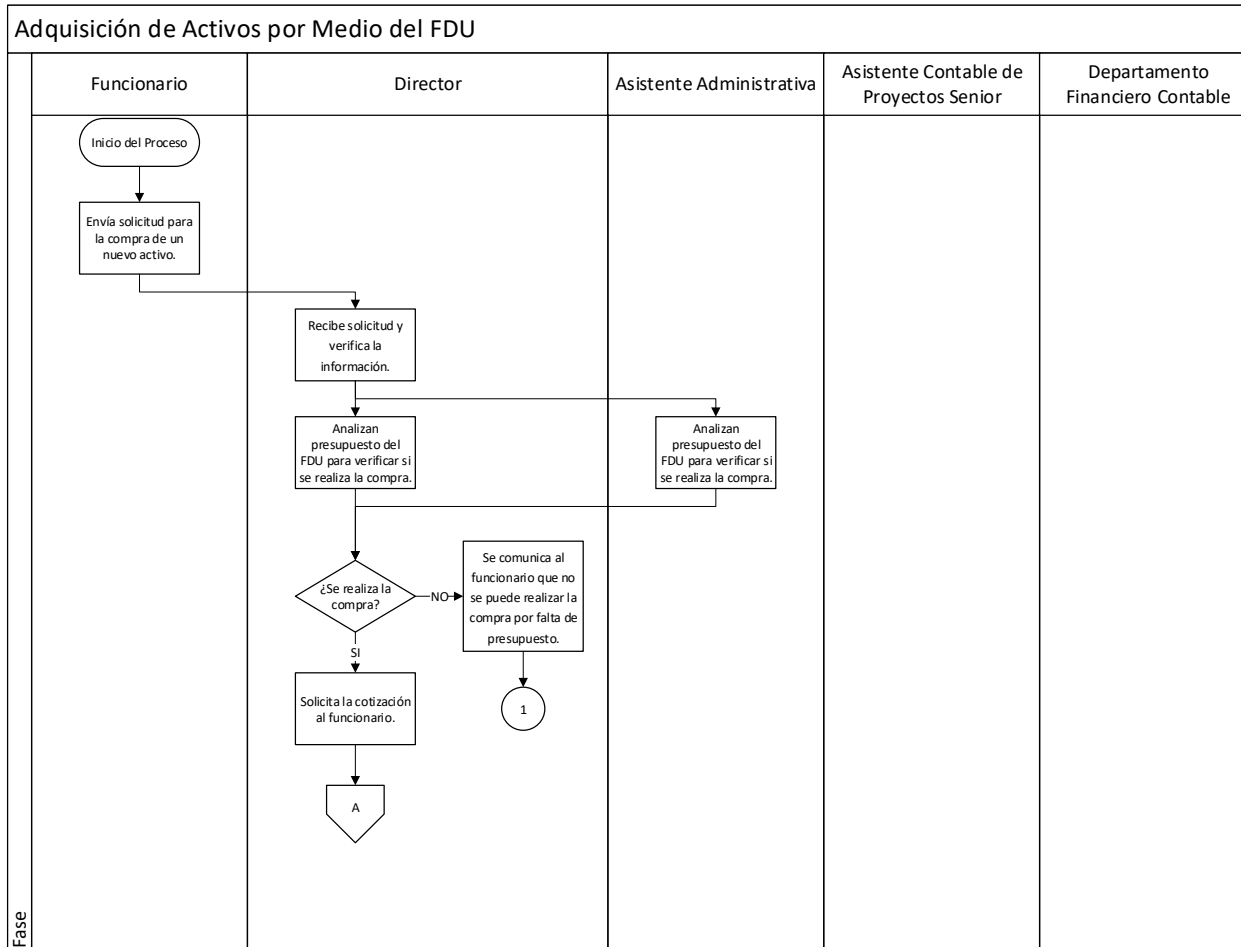 Adquisición de Activos por Medio del FDU
Funcionario
Director
Asistente Administrativa
Asistente Contable de
Proyectos Senior
Departamento
Financiero Contable
Inicio del Proceso
Envía solicitud para
la compra de un
nuevo activo.
Recibe solicitud y
verifica la
información.
Analizan
presupuesto del
FDU para verificar si
se realiza la compra.
Analizan
presupuesto del
FDU para verificar si
se realiza la compra.
¿Se realiza la
compra?
NO
Se comunica al
funcionario que no
se puede realizar la
compra por falta de
presupuesto.
SI
Solicita la cotización
al funcionario.
1
A
Fase